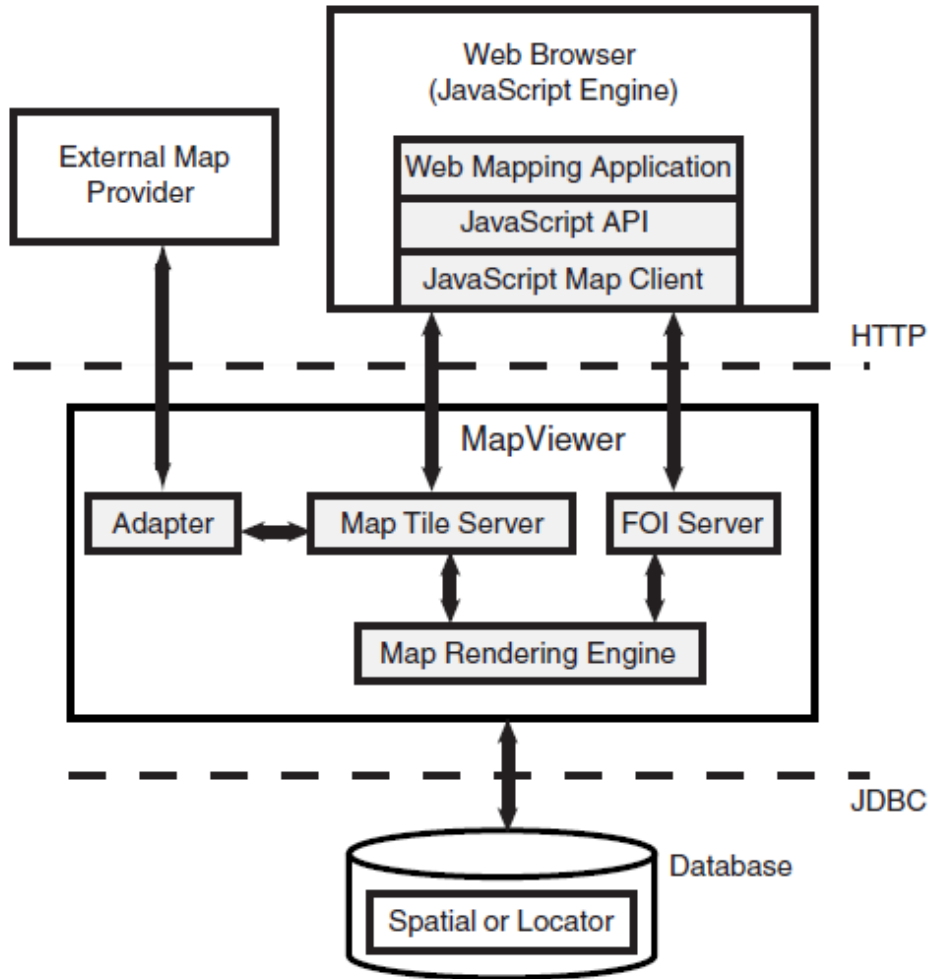 Web Browser
(JavaScript Engine)
External Map
Provider
Web Mapping Application
JavaScript API
JavaScript Map Client
HTTP
MapViewer
Adapter
Map Tile Server
FOI Server
Map Rendering Engine
JDBC
Database
Spatial or Locator